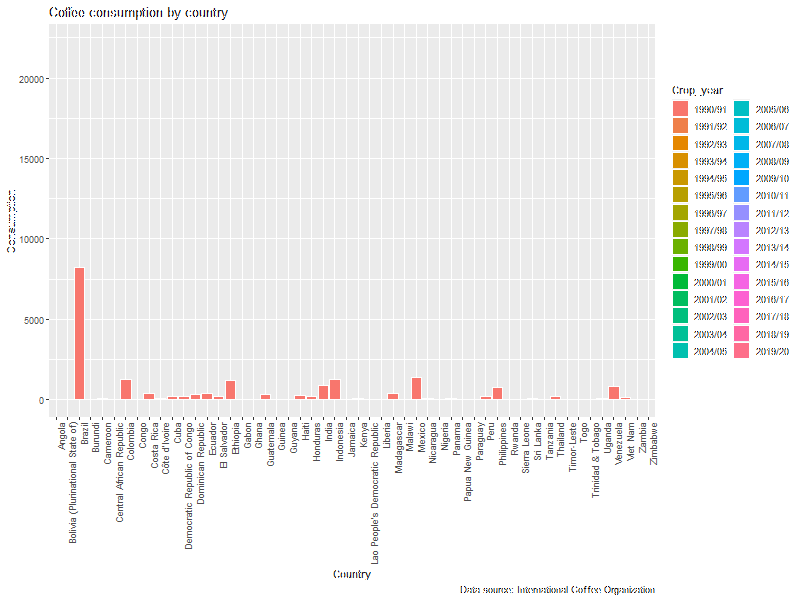 Coffee consumption by country
Consumption
20000
15000
10000
5000
0
Angola
Bolivia (Plurinational State of)
Brazil
Burundi
Cameroon
Central African Republic
Colombia
Congo
Costa Rica
Côte d'Ivoire
Cuba
Democratic Republic of Congo
Dominican Republic
Ecuador
El Salvador
Ethiopia
Gabon
Ghana
Guatemala
Guinea
Guyana
Haiti
Honduras
India
Indonesia
Jamaica
Kenya
Lao People's Democratic Republic
Liberia
Madagascar
Malawi
Mexico
Nicaragua
Nigeria
Panama
Papua New Guinea
Paraguay
Peru
Philippines
Rwanda
Sierra Leone
Sri Lanka
Tanzania
Thailand
Timor-Leste
Togo
Trinidad & Tobago
Uganda
Venezuela
Viet Nam
Zambia
Zimbabwe
Country
Data source: International Coffee Organization
Crop_year
1990/91
1991/92
1992/93
1993/94
1994/95
1995/96
1996/97
1997/98
1998/99
1999/00
2000/01
2001/02
2002/03
2003/04
2004/05
2005/06
2006/07
2007/08
2008/09
2009/10
2010/11
2011/12
2012/13
2013/14
2014/15
2015/16
2016/17
2017/18
2018/19
2019/20